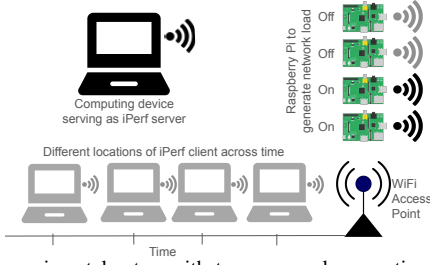 Computing device
serving as iPerf server
Raspberry Pi to
generate network load
Off
Off
On
On
Different locations of iPerf client across time
WiFi
Access
Point
Time